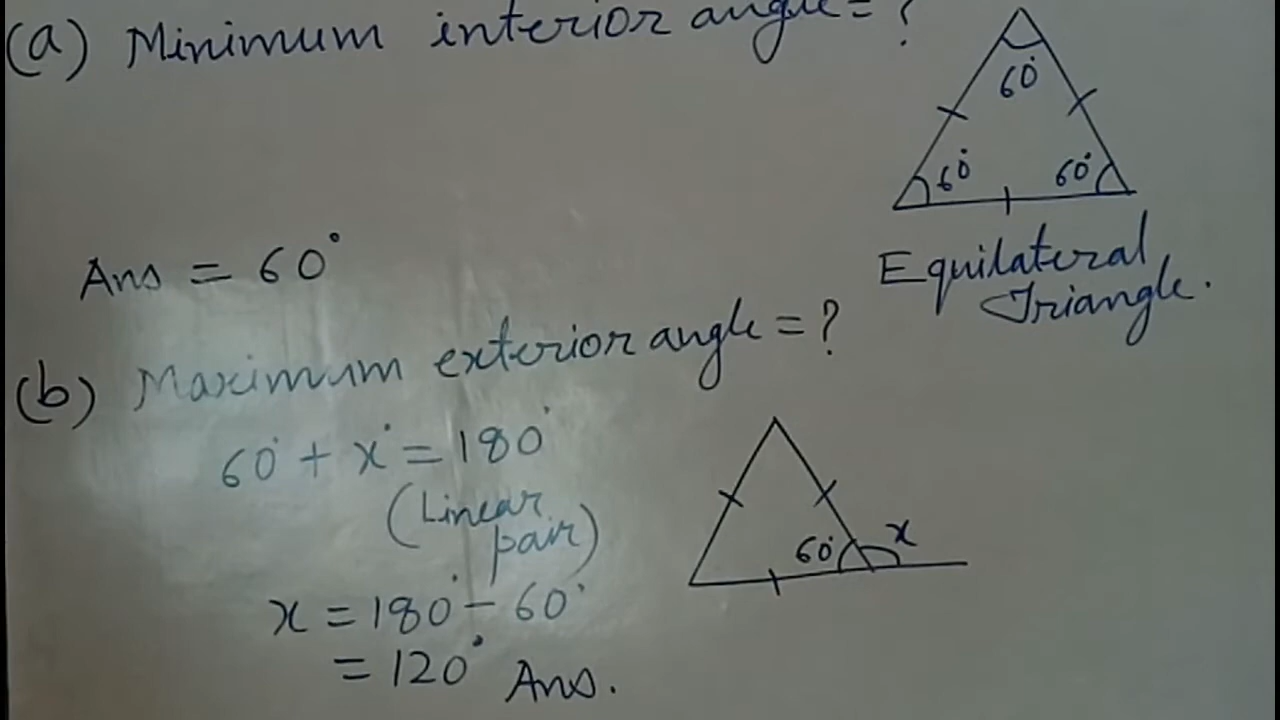 (a) Minimum interior angle = ?
60°
60° 60°
Ans = 60°
Equilateral
Triangle.
(b) Maximum exterior angle = ?
60° + x° = 180°
(Linear
pair)
60° x
x = 180° - 60°
= 120° Ans.